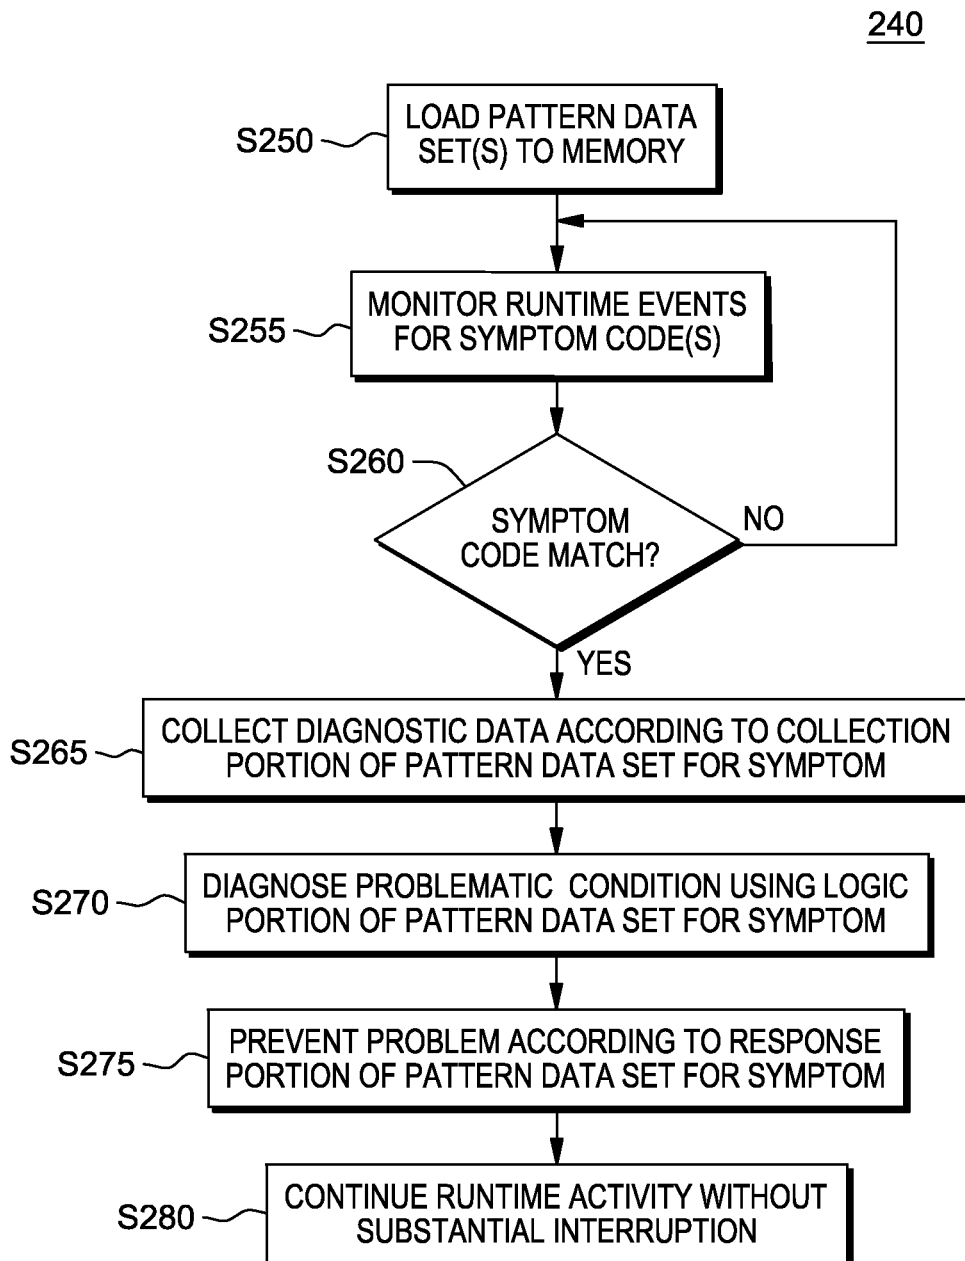 240
S250
LOAD PATTERN DATA
SET(S) TO MEMORY
S255
MONITOR RUNTIME EVENTS
FOR SYMPTOM CODE(S)
S260
SYMPTOM
CODE MATCH?
NO
YES
S265
COLLECT DIAGNOSTIC DATA ACCORDING TO COLLECTION
PORTION OF PATTERN DATA SET FOR SYMPTOM
S270
DIAGNOSE PROBLEMATIC CONDITION USING LOGIC
PORTION OF PATTERN DATA SET FOR SYMPTOM
S275
PREVENT PROBLEM ACCORDING TO RESPONSE
PORTION OF PATTERN DATA SET FOR SYMPTOM
S280
CONTINUE RUNTIME ACTIVITY WITHOUT
SUBSTANTIAL INTERRUPTION